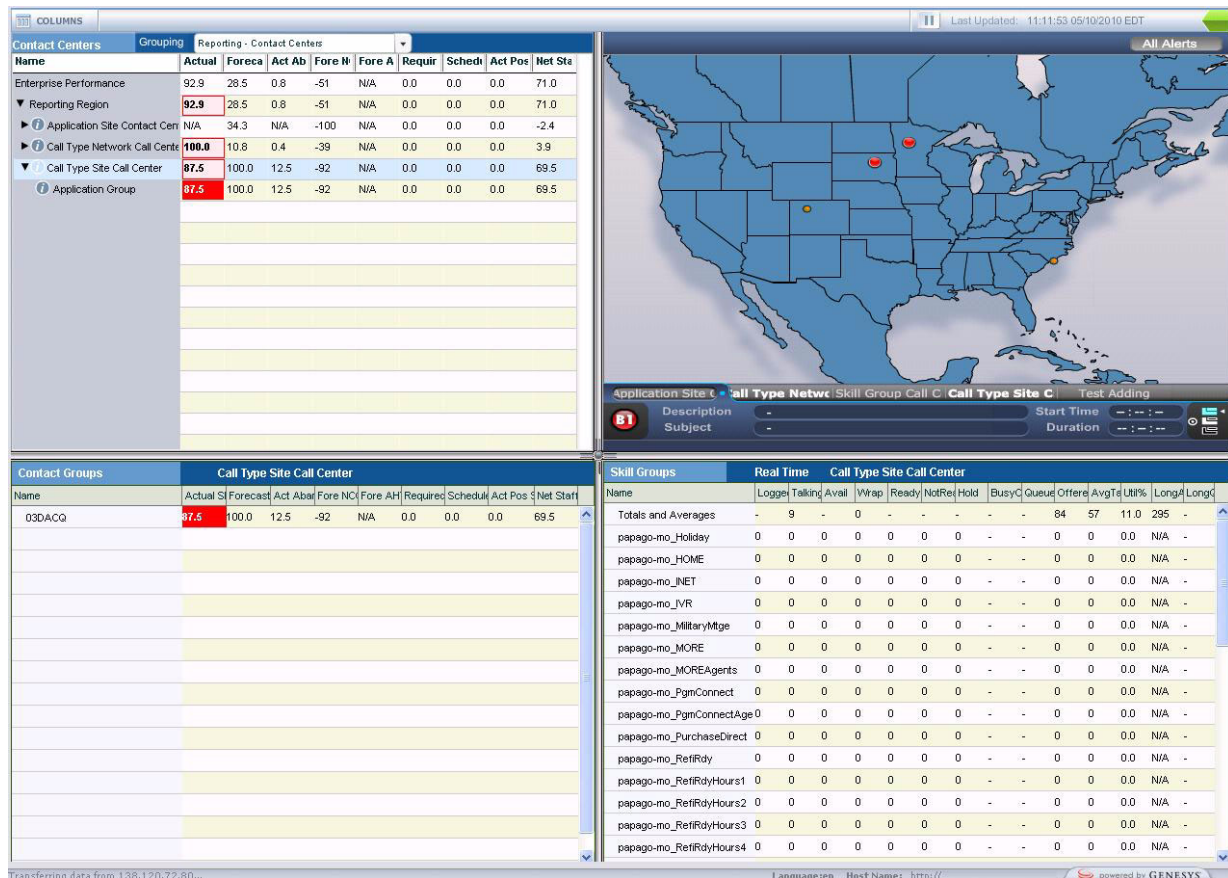 COLUMNS
Last Updated: 11:11:53 05/10/2010 EDT
Contact Centers Grouping Reporting - Contact Centers
Name Actual Foreca Act Ab Fore N Fore A Requir Schedu Act Pos Net Sta
Enterprise Performance 92.9 28.5 0.8 -51 N/A 0.0 0.0 0.0 71.0
Reporting Region 92.9 28.5 0.8 -51 N/A 0.0 0.0 0.0 71.0
Application Site Contact Cen N/A 34.3 N/A -100 N/A 0.0 0.0 0.0 -2.4
Call Type Network Call Cente 100.0 10.8 0.4 -39 N/A 0.0 0.0 0.0 3.9
Call Type Site Call Center 87.5 100.0 12.5 -92 N/A 0.0 0.0 0.0 69.5
Application Group 87.5 100.0 12.5 -92 N/A 0.0 0.0 0.0 69.5
All Alerts
Application Site C all Type Netwc Skill Group Call C Call Type Site C Test Adding
B1 Description - Start Time --:--:--
Subject - Duration --:--:--
Contact Groups Call Type Site Call Center
Name Actual S Forecast Act Aban Fore NC Fore AH Required Schedule Act Pos S Net Staff
03DACQ 87.5 100.0 12.5 -92 N/A 0.0 0.0 0.0 69.5
Skill Groups Real Time Call Type Site Call Center
Name Logge Talking Avail Wrap Ready NotRea Hold BusyO Queue Offere AvgTa Util% LongA LongC
Totals and Averages - 9 - 0 - - - - - 84 57 11.0 295 -
papago-mo_Holiday 0 0 0 0 0 0 0 - - 0 0 0.0 N/A -
papago-mo_HOME 0 0 0 0 0 0 0 - - 0 0 0.0 N/A -
papago-mo_INET 0 0 0 0 0 0 0 - - 0 0 0.0 N/A -
papago-mo_IVR 0 0 0 0 0 0 0 - - 0 0 0.0 N/A -
papago-mo_MilitaryMtge 0 0 0 0 0 0 0 - - 0 0 0.0 N/A -
papago-mo_MORE 0 0 0 0 0 0 0 - - 0 0 0.0 N/A -
papago-mo_MOREAgents 0 0 0 0 0 0 0 - - 0 0 0.0 N/A -
papago-mo_PgmConnect 0 0 0 0 0 0 0 - - 0 0 0.0 N/A -
papago-mo_PgmConnectAge 0 0 0 0 0 0 0 - - 0 0 0.0 N/A -
papago-mo_PurchaseDirect 0 0 0 0 0 0 0 - - 0 0 0.0 N/A -
papago-mo_RefiRdy 0 0 0 0 0 0 0 - - 0 0 0.0 N/A -
papago-mo_RefiRdyHours1 0 0 0 0 0 0 0 - - 0 0 0.0 N/A -
papago-mo_RefiRdyHours2 0 0 0 0 0 0 0 - - 0 0 0.0 N/A -
papago-mo_RefiRdyHours3 0 0 0 0 0 0 0 - - 0 0 0.0 N/A -
papago-mo_RefiRdyHours4 0 0 0 0 0 0 0 - - 0 0 0.0 N/A -
Transferring data from 138.120.72.80... Language:en Host Name: http:// powered by GENESYS